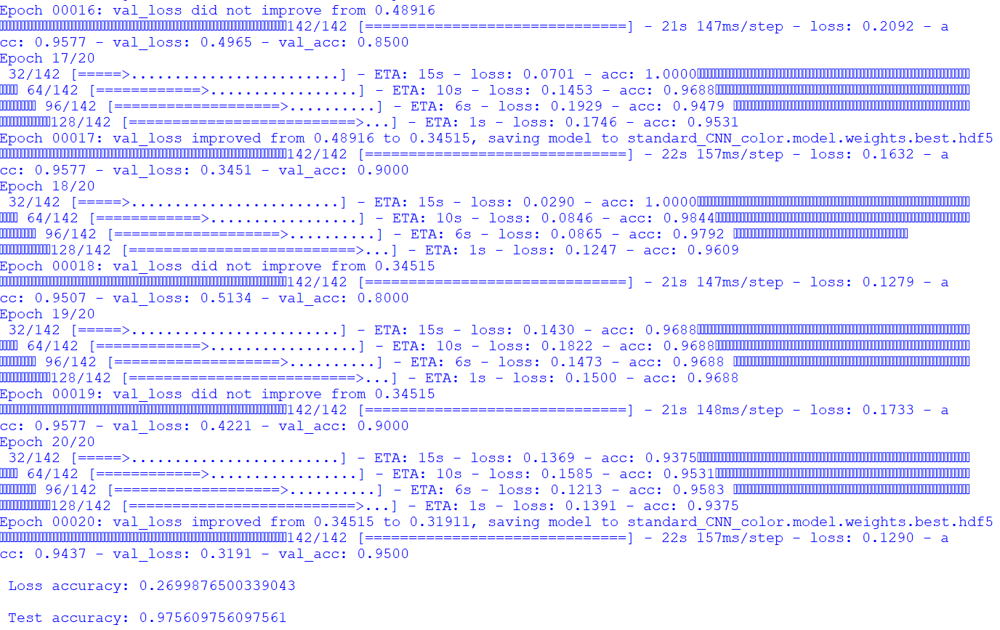 Epoch 00016: val_loss did not improve from 0.48916
142/142 [==============================] - 21s 147ms/step - loss: 0.2092 - a
cc: 0.9577 - val_loss: 0.4965 - val_acc: 0.8500
Epoch 17/20
32/142 [=====>........................] - ETA: 15s - loss: 0.0701 - acc: 1.0000
64/142 [============>.................] - ETA: 10s - loss: 0.1453 - acc: 0.9688
96/142 [===================>..........] - ETA: 6s - loss: 0.1929 - acc: 0.9479
128/142 [==========================>...] - ETA: 1s - loss: 0.1746 - acc: 0.9531
Epoch 00017: val_loss improved from 0.48916 to 0.34515, saving model to standard_CNN_color.model.weights.best.hdf5
142/142 [==============================] - 22s 157ms/step - loss: 0.1632 - a
cc: 0.9577 - val_loss: 0.3451 - val_acc: 0.9000
Epoch 18/20
32/142 [=====>........................] - ETA: 15s - loss: 0.0290 - acc: 1.0000
64/142 [============>.................] - ETA: 10s - loss: 0.0846 - acc: 0.9844
96/142 [===================>..........] - ETA: 6s - loss: 0.0865 - acc: 0.9792
128/142 [==========================>...] - ETA: 1s - loss: 0.1247 - acc: 0.9609
Epoch 00018: val_loss did not improve from 0.34515
142/142 [==============================] - 21s 147ms/step - loss: 0.1279 - a
cc: 0.9507 - val_loss: 0.5134 - val_acc: 0.8000
Epoch 19/20
32/142 [=====>........................] - ETA: 15s - loss: 0.1430 - acc: 0.9688
64/142 [============>.................] - ETA: 10s - loss: 0.1822 - acc: 0.9688
96/142 [===================>..........] - ETA: 6s - loss: 0.1473 - acc: 0.9688
128/142 [==========================>...] - ETA: 1s - loss: 0.1500 - acc: 0.9688
Epoch 00019: val_loss did not improve from 0.34515
142/142 [==============================] - 21s 148ms/step - loss: 0.1733 - a
cc: 0.9577 - val_loss: 0.4221 - val_acc: 0.9000
Epoch 20/20
32/142 [=====>........................] - ETA: 15s - loss: 0.1369 - acc: 0.9375
64/142 [============>.................] - ETA: 10s - loss: 0.1585 - acc: 0.9531
96/142 [===================>..........] - ETA: 6s - loss: 0.1213 - acc: 0.9583
128/142 [==========================>...] - ETA: 1s - loss: 0.1391 - acc: 0.9375
Epoch 00020: val_loss improved from 0.34515 to 0.31911, saving model to standard_CNN_color.model.weights.best.hdf5
142/142 [==============================] - 22s 157ms/step - loss: 0.1290 - a
cc: 0.9437 - val_loss: 0.3191 - val_acc: 0.9500
Loss accuracy: 0.2699876500339043
Test accuracy: 0.975609756097561